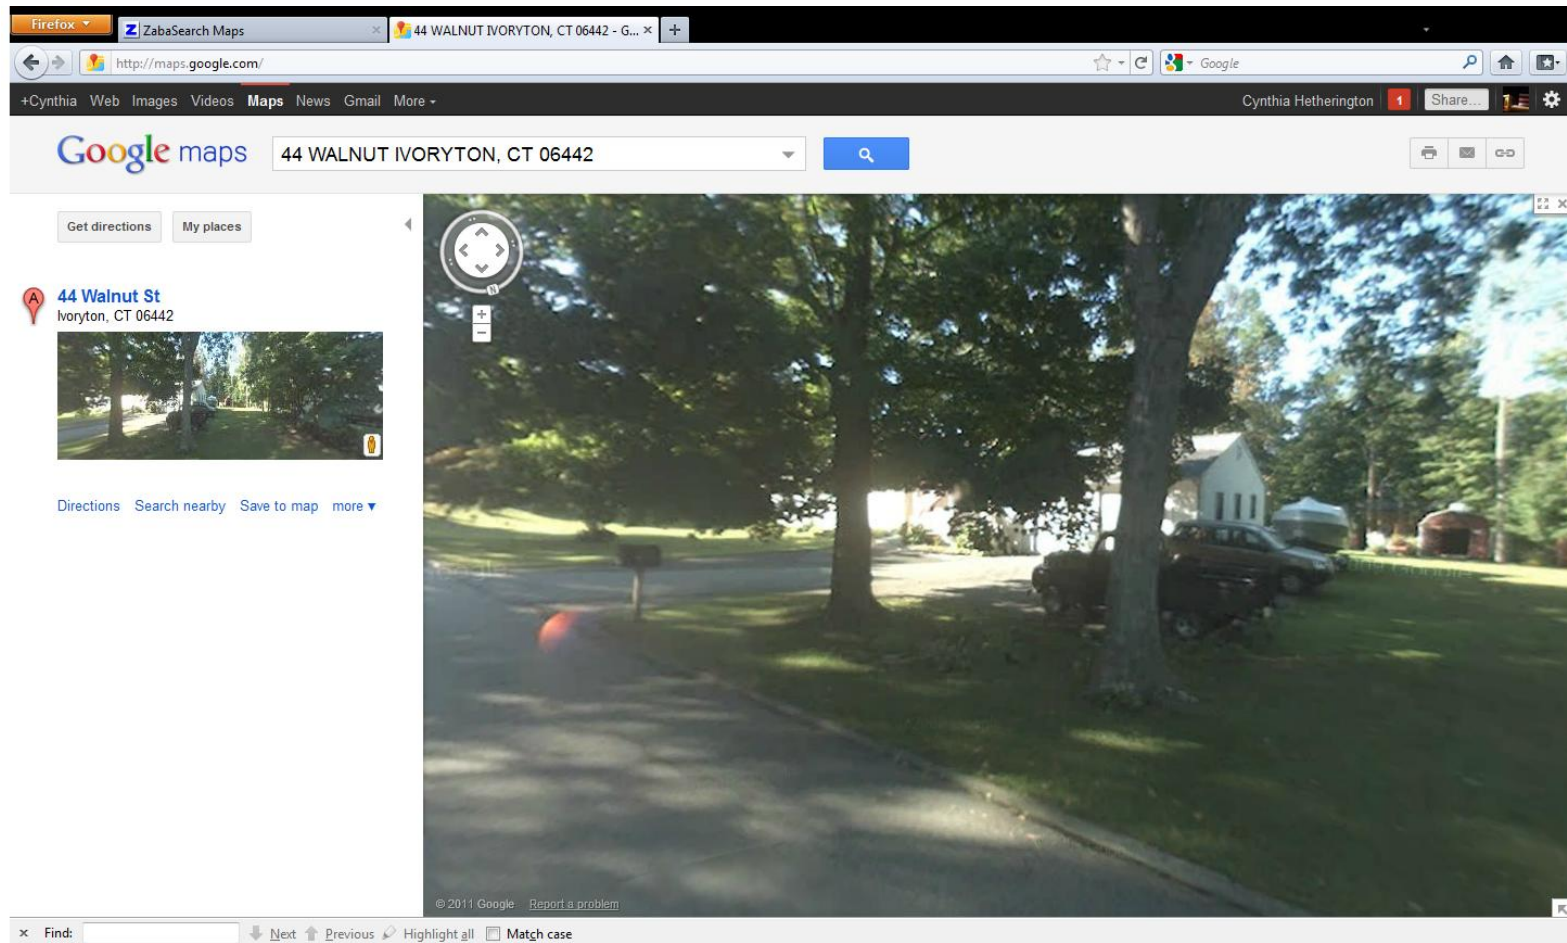 Firefox
ZabaSearch Maps
44 WALNUT IVORYTON, CT 06442 - G...
http://maps.google.com/
Google
+Cynthia Web Images Videos Maps News Gmail More
Cynthia Hetherington 1 Share...
Google maps
44 WALNUT IVORYTON, CT 06442
Get directions My places
A
44 Walnut St
Ivoryton, CT 06442
Directions Search nearby Save to map more
N
© 2011 Google Report a problem
× Find: Next Previous Highlight all Match case